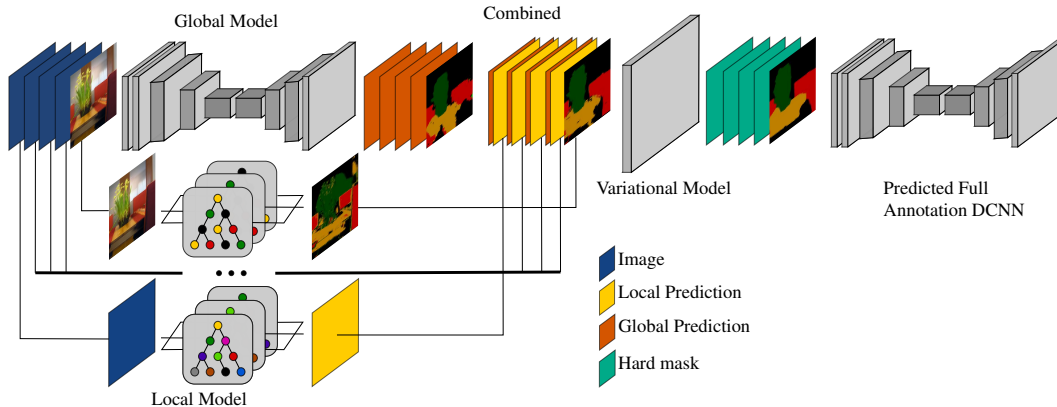 Global Model
Combined
Variational Model
Predicted Full
Annotation DCNN
Image
Local Prediction
Global Prediction
Hard mask
Local Model